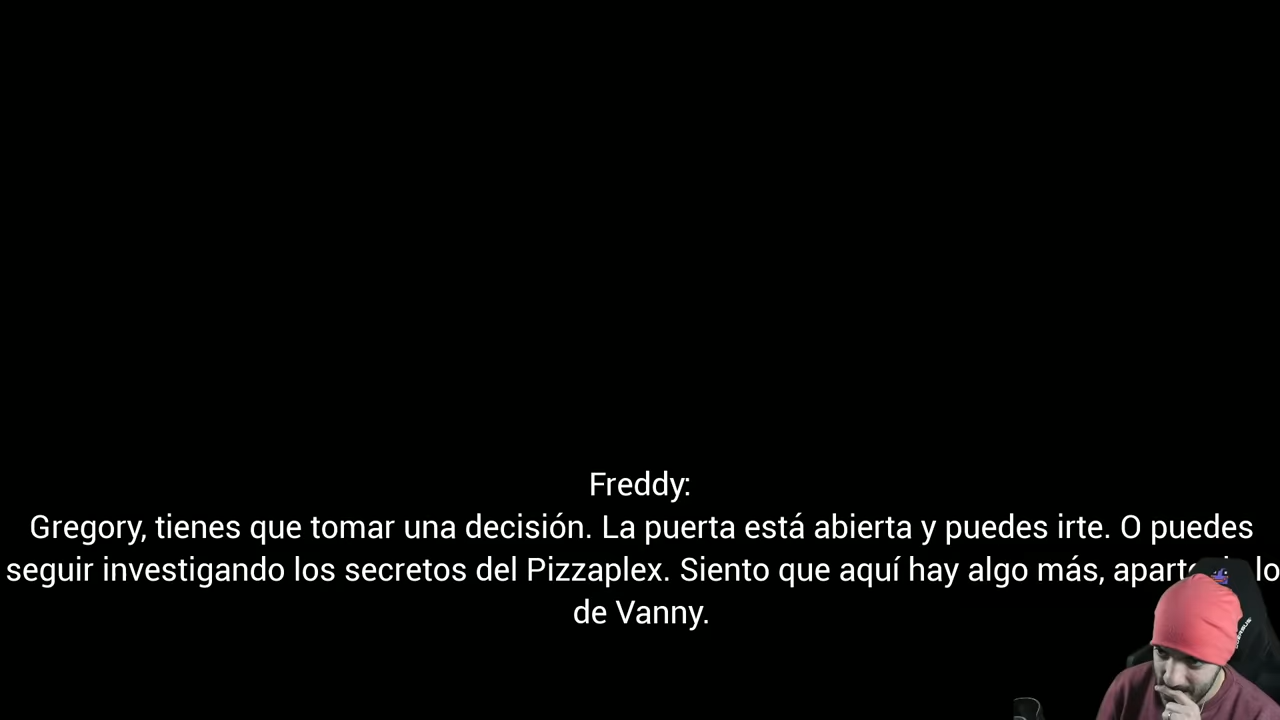 Freddy:
Gregory, tienes que tomar una decisión. La puerta está abierta y puedes irte. O puedes
seguir investigando los secretos del Pizzaplex. Siento que aquí hay algo más, aparte lo
de Vanny.